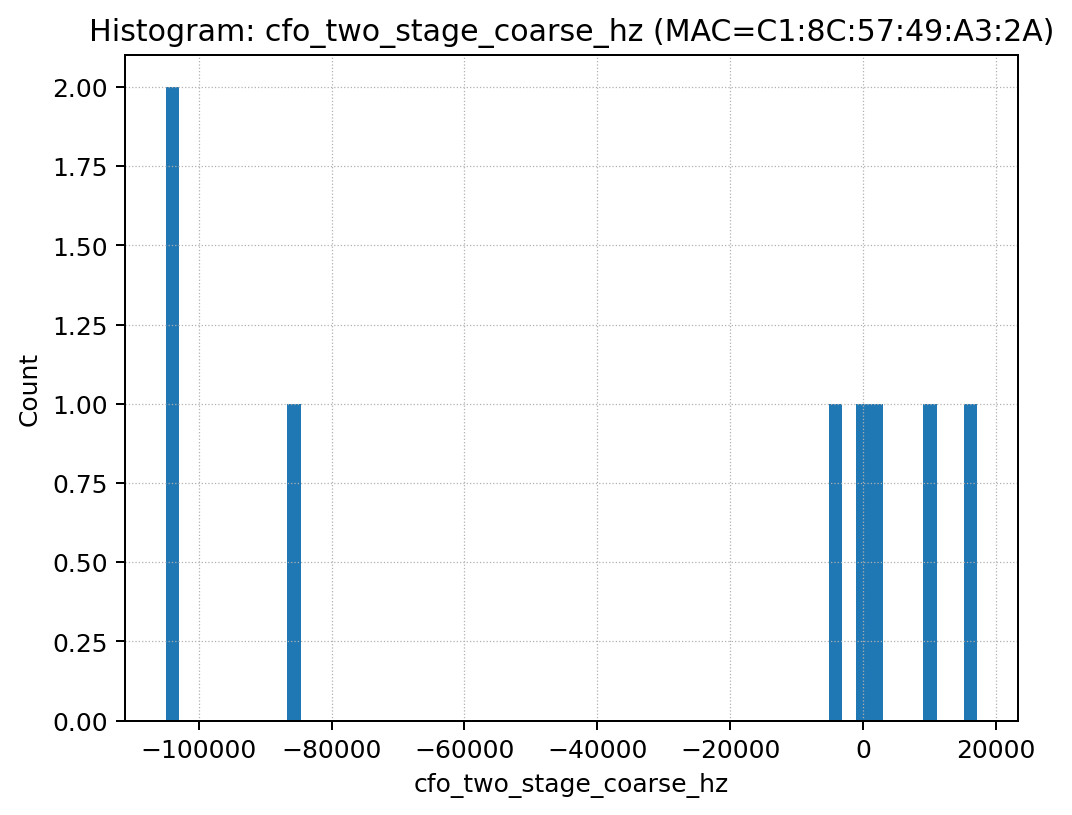 Histogram: cfo_two_stage_coarse_hz (MAC=C1:8C:57:49:A3:2A)
2.00
1.75
1.50
1.25
1.00
0.75
0.50
0.25
0.00
Count
−100000 −80000 −60000 −40000 −20000 0 20000
cfo_two_stage_coarse_hz